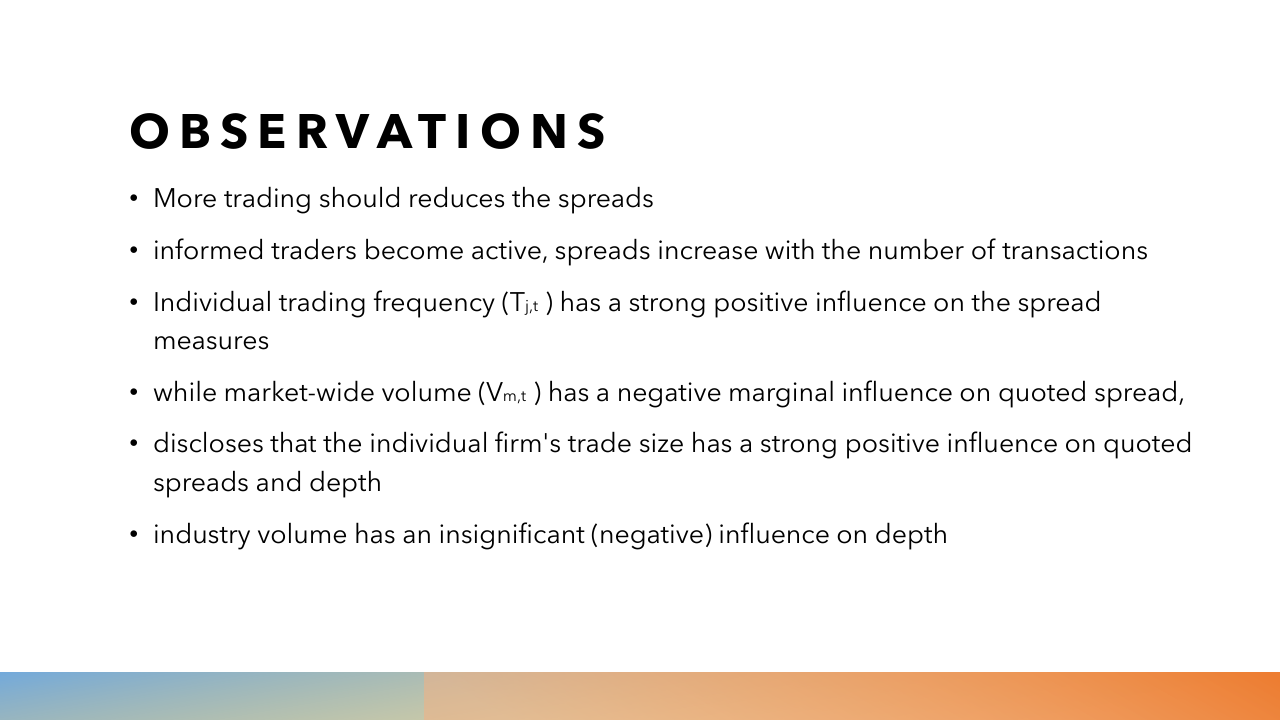 OBSERVATIONS
• More trading should reduces the spreads
• informed traders become active, spreads increase with the number of transactions
• Individual trading frequency (Tj,t ) has a strong positive influence on the spread
measures
• while market-wide volume (Vm,t ) has a negative marginal influence on quoted spread,
• discloses that the individual firm's trade size has a strong positive influence on quoted
spreads and depth
• industry volume has an insignificant (negative) influence on depth